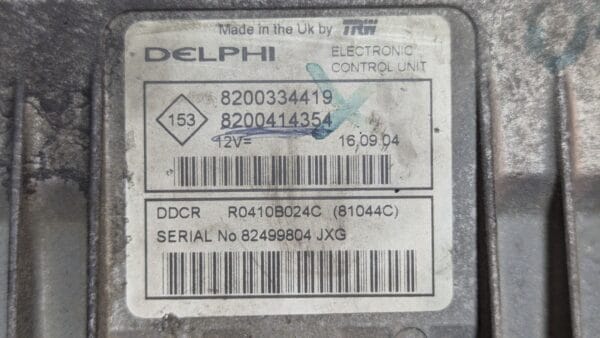 Made in the Uk by TRW
DELPHI
ELECTRONIC
CONTROL UNIT
153
8200334419
8200414354
12V=
16,09.04
DDCR R0410B024C (81044C)
SERIAL No 82499804 JXG